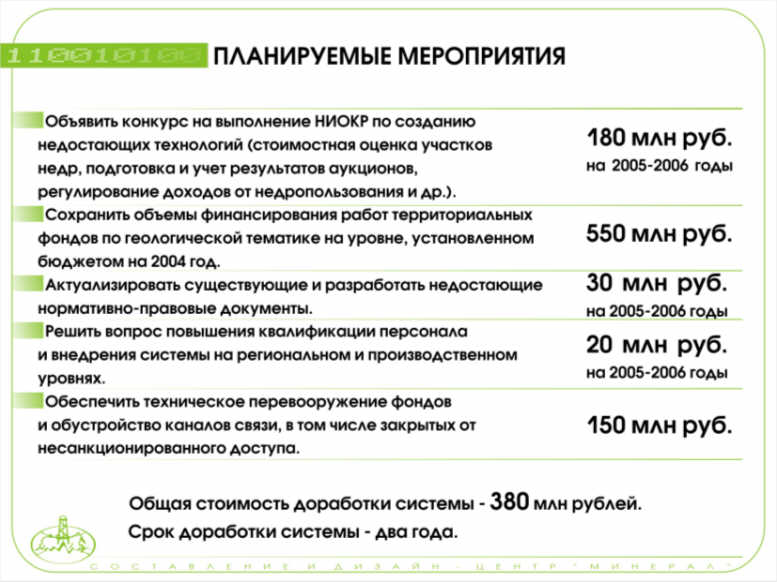 110010100 ПЛАНИРУЕМЫЕ МЕРОПРИЯТИЯ
Объявить конкурс на выполнение НИОКР по созданию
недостающих технологий (стоимостная оценка участков
недр, подготовка и учет результатов аукционов,
регулирование доходов от недропользования и др.).
180 млн руб.
на 2005-2006 годы
Сохранить объемы финансирования работ территориальных
фондов по геологической тематике на уровне, установленном
бюджетом на 2004 год.
550 млн руб.
Актуализировать существующие и разработать недостающие
нормативно-правовые документы.
30 млн руб.
на 2005-2006 годы
Решить вопрос повышения квалификации персонала
и внедрения системы на региональном и производственном
уровнях.
20 млн руб.
на 2005-2006 годы
Обеспечить техническое перевооружение фондов
и обустройство каналов связи, в том числе закрытых от
несанкционированного доступа.
150 млн руб.
Общая стоимость доработки системы - 380 млн рублей.
Срок доработки системы - два года.
СОСТАВЛЕНИЕ И ДИЗАЙН - ЦЕНТР "МИНЕРАЛ"